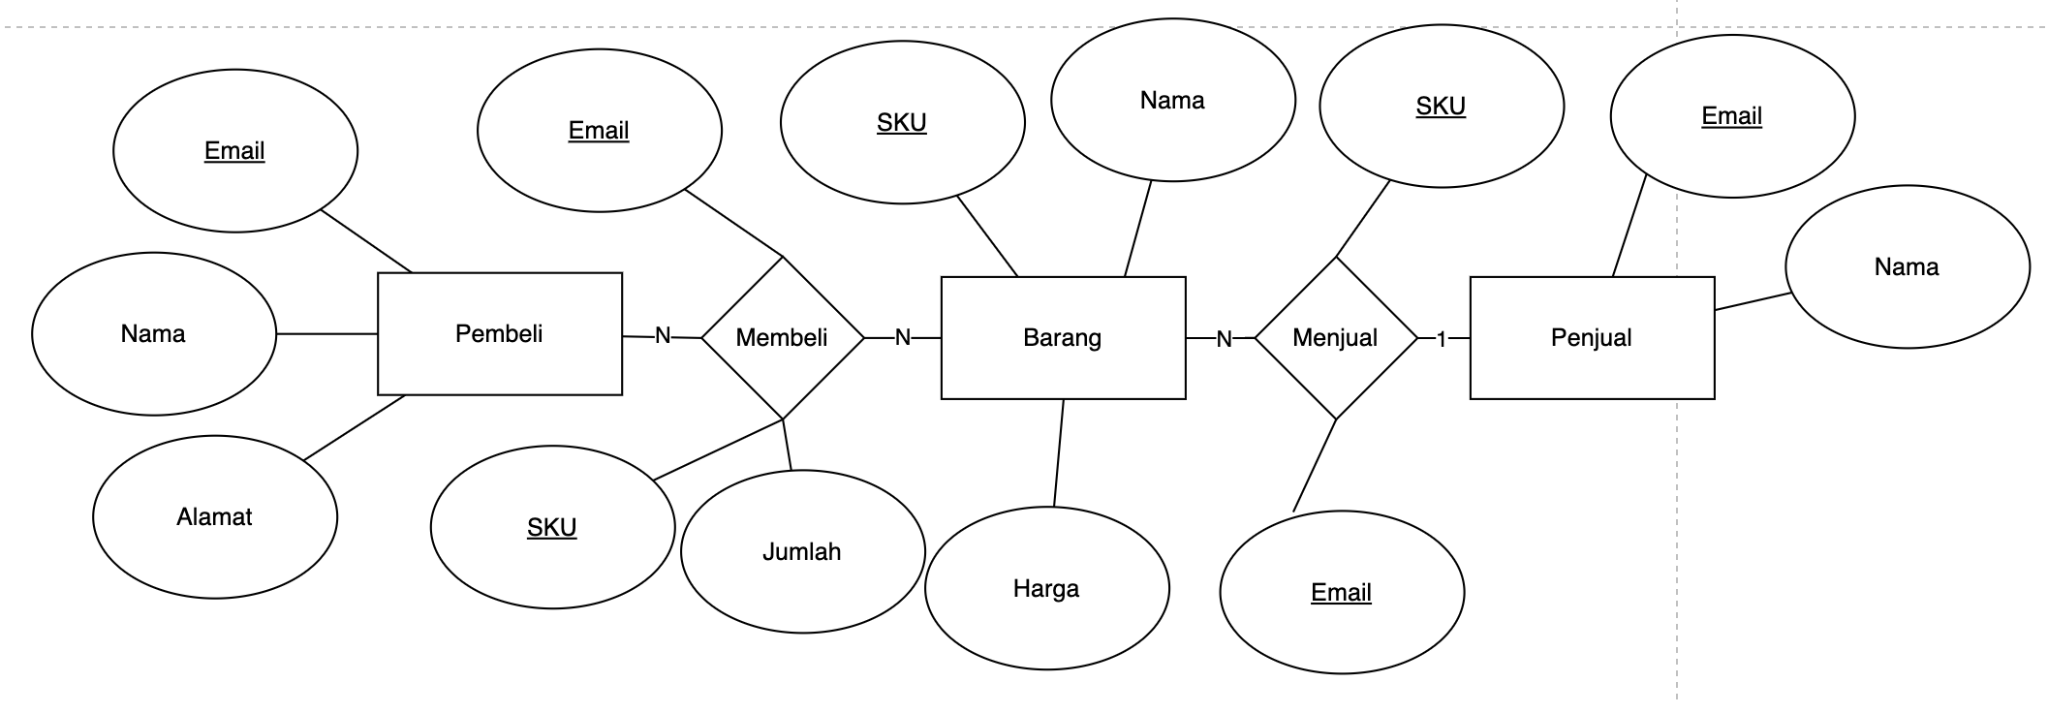 Email
Email
SKU
Nama
SKU
Email
Nama
Nama
Pembeli
N
Membeli
N
Barang
N
Menjual
1
Penjual
Alamat
SKU
Jumlah
Harga
Email